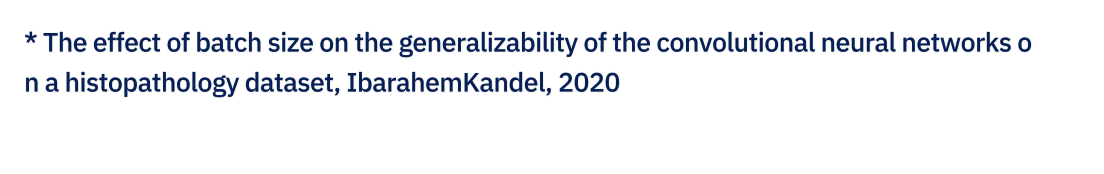 * The effect of batch size on the generalizability of the convolutional neural networks o
n a histopathology dataset, IbarahemKandel, 2020